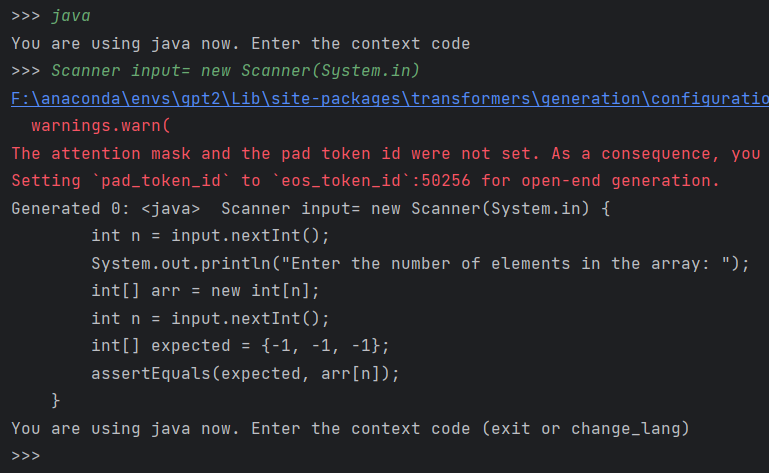 >>> java
You are using java now. Enter the context code
>>> Scanner input= new Scanner(System.in)
F:\anaconda\envs\gpt2\Lib\site-packages\transformers\generation\configuratio
warnings.warn(
The attention mask and the pad token id were not set. As a consequence, you
Setting `pad_token_id` to `eos_token_id`:50256 for open-end generation.
Generated 0: <java>  Scanner input= new Scanner(System.in) {
        int n = input.nextInt();
        System.out.println("Enter the number of elements in the array: ");
        int[] arr = new int[n];
        int n = input.nextInt();
        int[] expected = {-1, -1, -1};
        assertEquals(expected, arr[n]);
    }
You are using java now. Enter the context code (exit or change_lang)
>>>